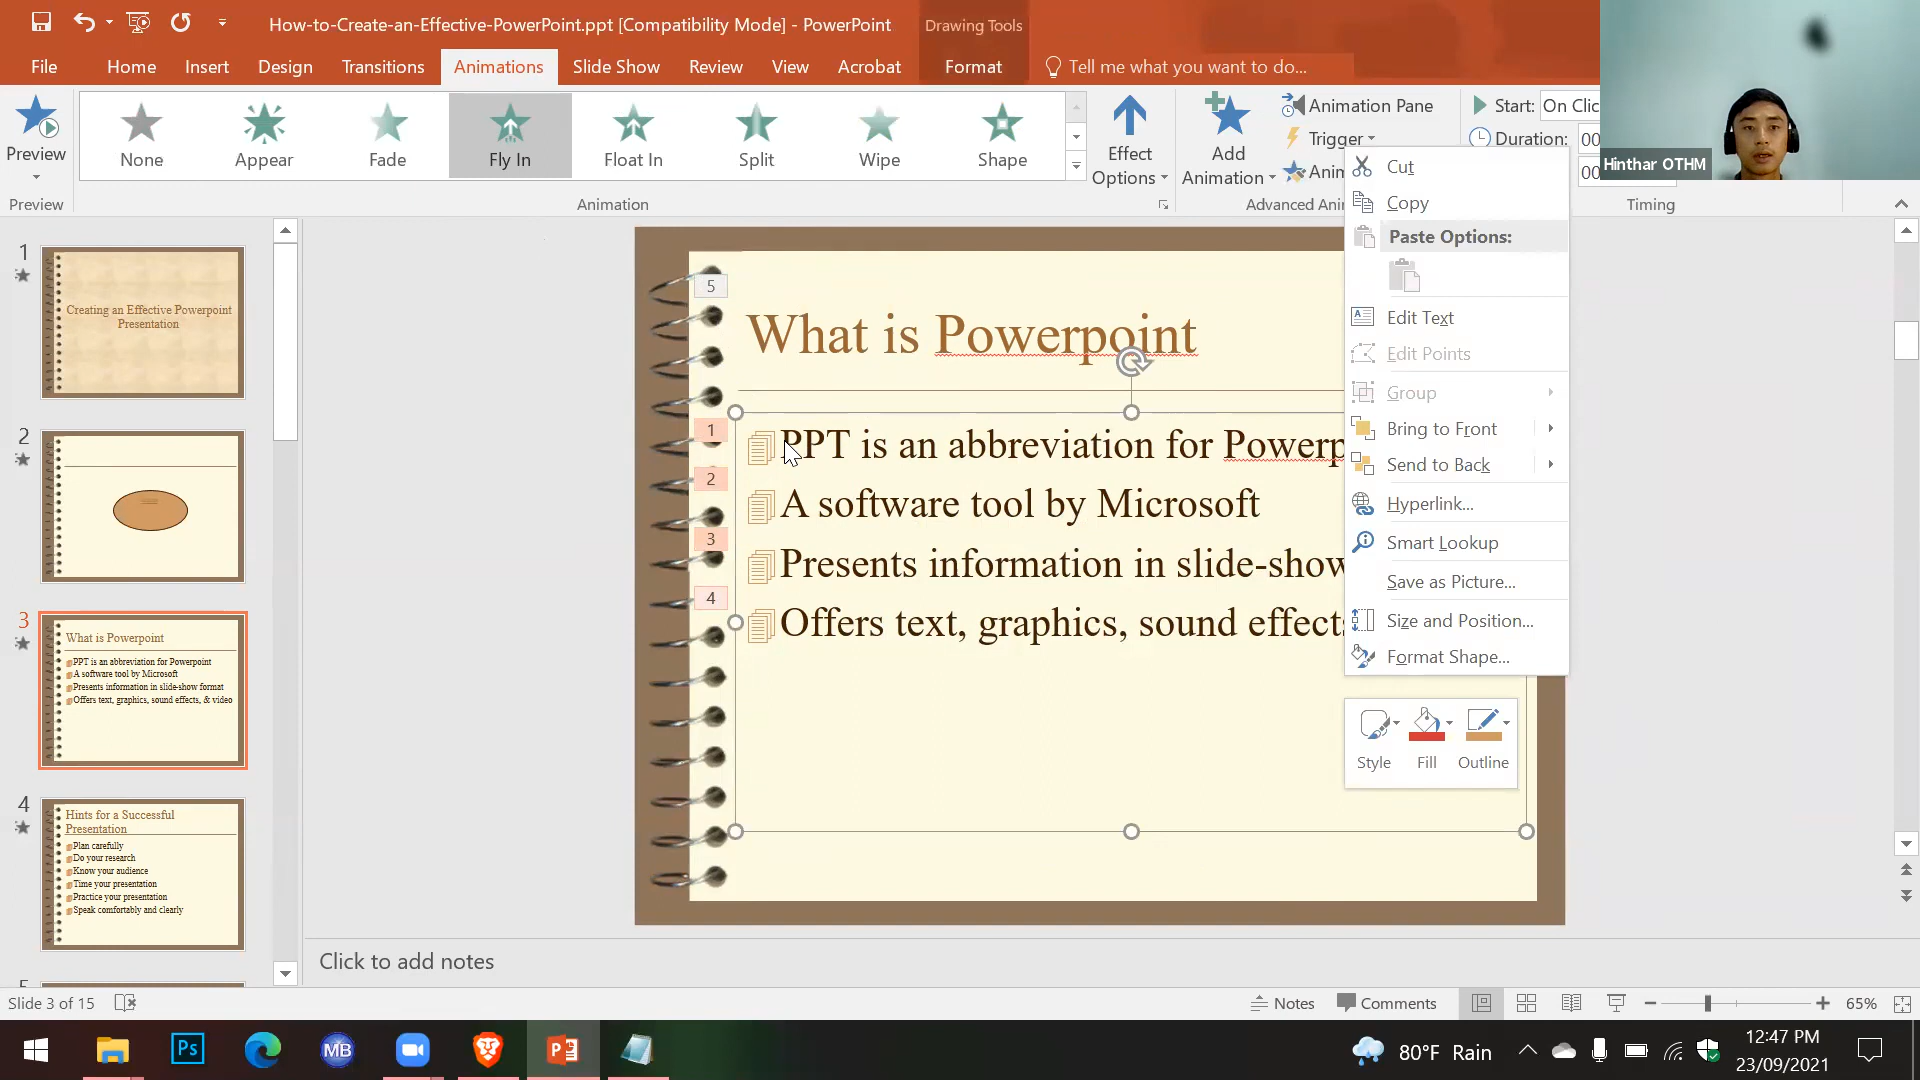 How-to-Create-an-Effective-PowerPoint.ppt [Compatibility Mode] - PowerPoint
Drawing Tools
File
Home
Insert
Design
Transitions
Animations
Slide Show
Review
View
Acrobat
Format
Tell me what you want to do...
Preview
None
Appear
Fade
Fly In
Float In
Split
Wipe
Shape
Effect
Options
Add
Animation
Animation Pane
Trigger
Anim
Start: On Clic
Duration: 00
00
Preview
Animation
Advanced Ani
Timing
Hinthar OTHM
Cut
Copy
Paste Options:
Edit Text
Edit Points
Group
Bring to Front
Send to Back
Hyperlink...
Smart Lookup
Save as Picture...
Size and Position...
Format Shape...
Style
Fill
Outline
1
Creating an Effective Powerpoint
Presentation
2
3
What is Powerpoint
PPT is an abbreviation for Powerpoint
A software tool by Microsoft
Presents information in slide-show format
Offers text, graphics, sound effects, & video
4
Hints for a Successful
Presentation
Plan carefully
Do your research
Know your audience
Time your presentation
Practice your presentation
Speak comfortably and clearly
5
What is Powerpoint
1
PPT is an abbreviation for Powerp
2
A software tool by Microsoft
3
Presents information in slide-show
4
Offers text, graphics, sound effects
Click to add notes
Slide 3 of 15
Notes
Comments
65%
Ps
MB
80°F Rain
12:47 PM
23/09/2021